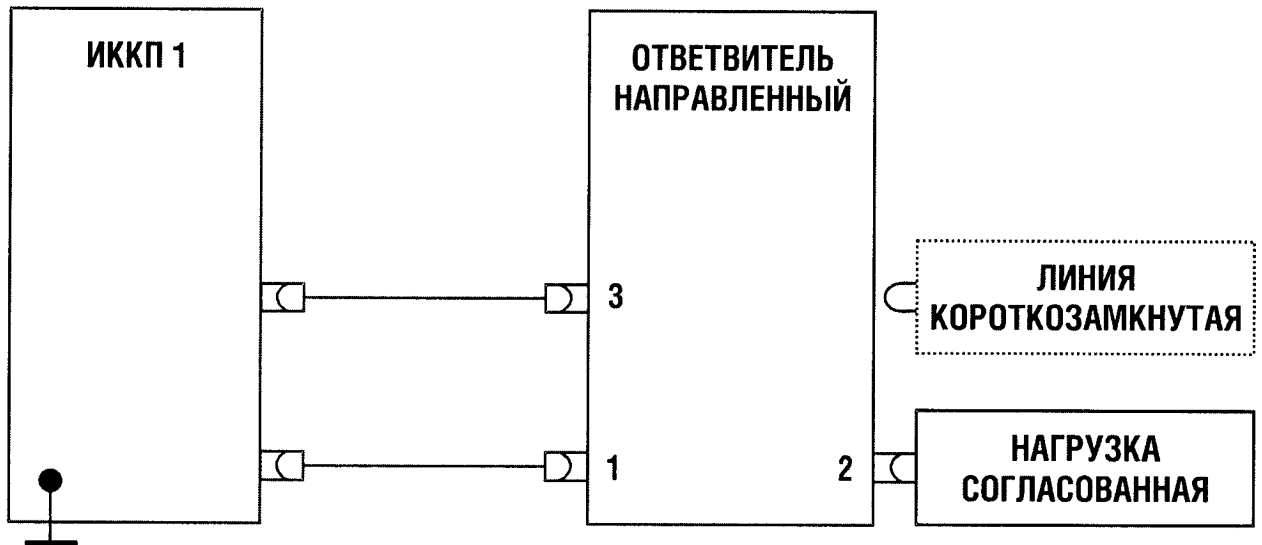 ИККП 1
ОТВЕТВИТЕЛЬ
НАПРАВЛЕННЫЙ
3
ЛИНИЯ
КОРОТКОЗАМКНУТАЯ
1
2
НАГРУЗКА
СОГЛАСОВАННАЯ